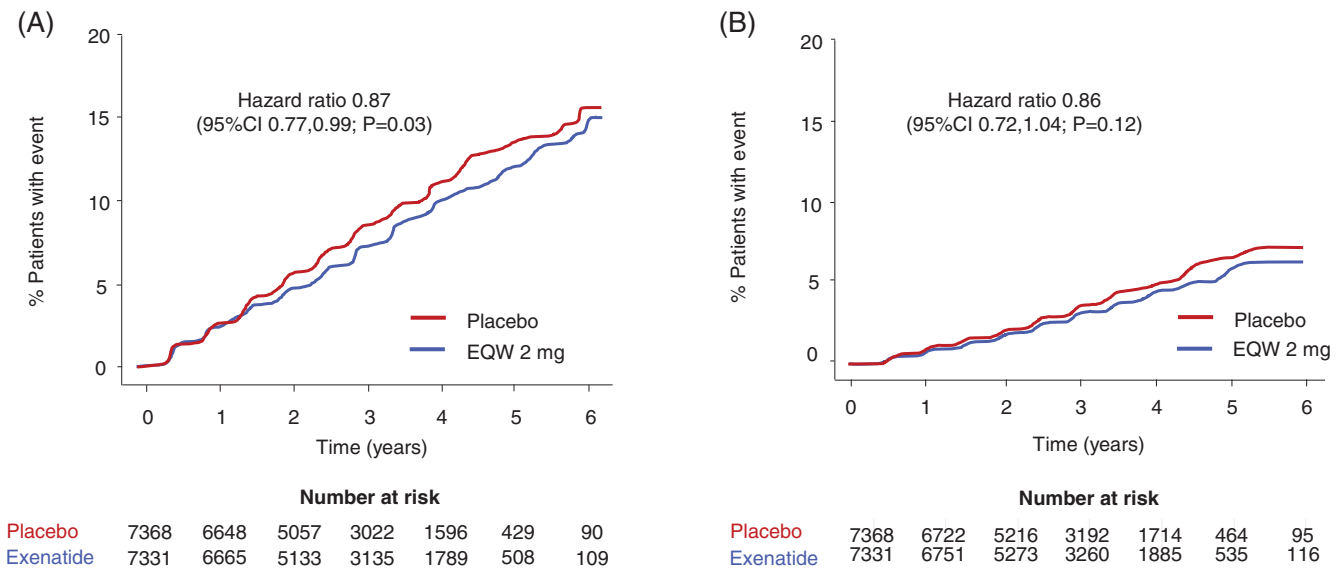 (A)
20
15
10
5
0
% Patients with event
Hazard ratio 0.87
(95%CI 0.77,0.99; P=0.03)
Placebo
EQW 2 mg
0 1 2 3 4 5 6
Time (years)
Number at risk
Placebo 7368 6648 5057 3022 1596 429 90
Exenatide 7331 6665 5133 3135 1789 508 109
(B)
20
15
10
5
0
% Patients with event
Hazard ratio 0.86
(95%CI 0.72,1.04; P=0.12)
Placebo
EQW 2 mg
0 1 2 3 4 5 6
Time (years)
Number at risk
Placebo 7368 6722 5216 3192 1714 464 95
Exenatide 7331 6751 5273 3260 1885 535 116